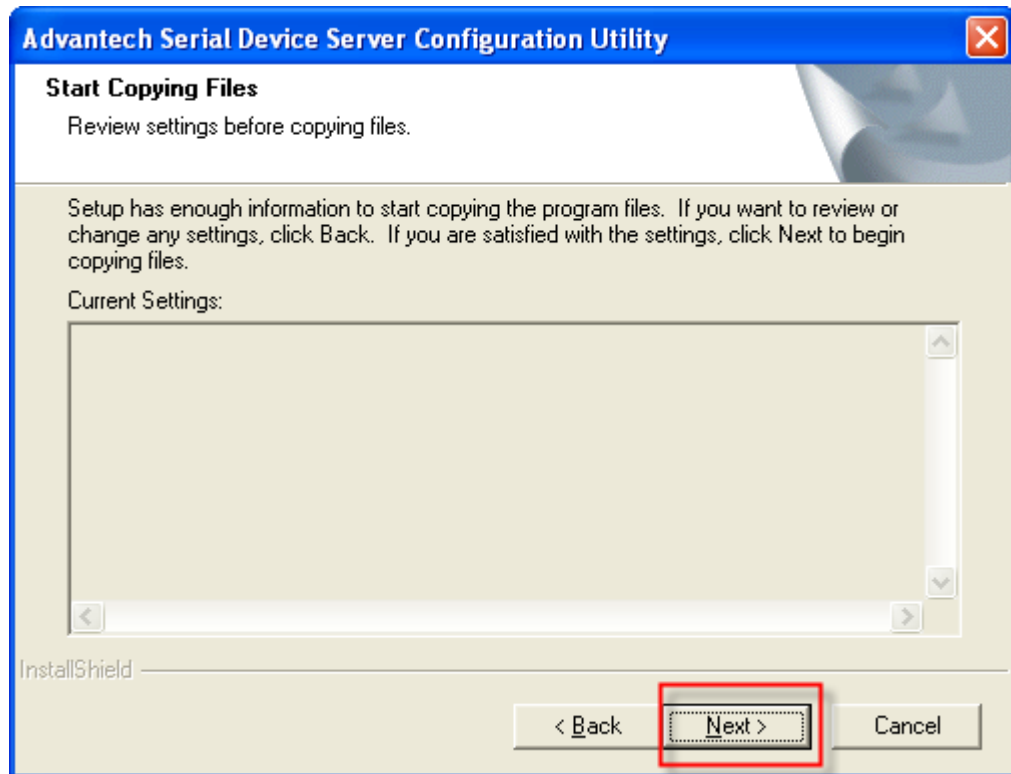 Advantech Serial Device Server Configuration Utility
Start Copying Files
Review settings before copying files.
Setup has enough information to start copying the program files.  If you want to review or
change any settings, click Back.  If you are satisfied with the settings, click Next to begin
copying files.
Current Settings:
InstallShield
< Back
Next >
Cancel